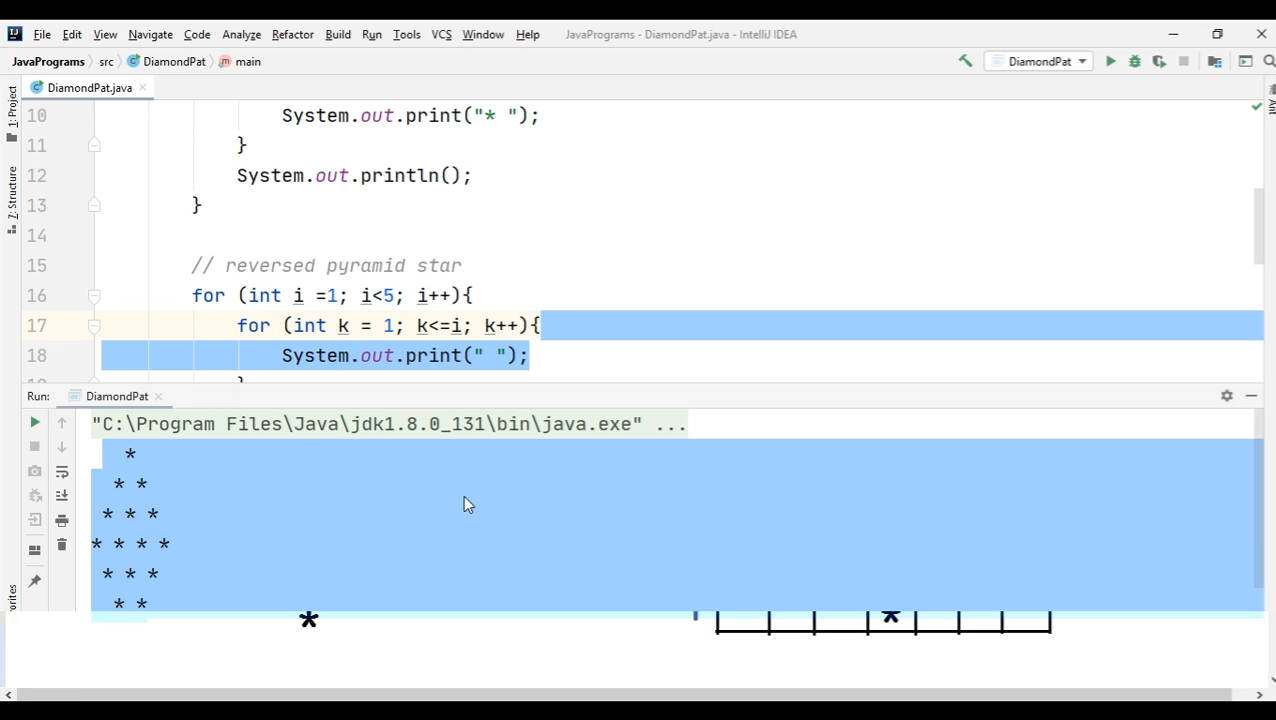 File Edit View Navigate Code Analyze Refactor Build Run Tools VCS Window Help JavaPrograms - DiamondPat.java - IntelliJ IDEA
JavaPrograms src DiamondPat main DiamondPat
DiamondPat.java
1: Project
Z: Structure
Ant
10 System.out.print("* ");
11 }
12 System.out.println();
13 }
14
15 // reversed pyramid star
16 for (int i =1; i<5; i++){
17 for (int k = 1; k<=i; k++){
18 System.out.print(" ");
}
Run: DiamondPat
"C:\Program Files\Java\jdk1.8.0_131\bin\java.exe" ...
*
* *
* * *
* * * *
* * *
* *
* *